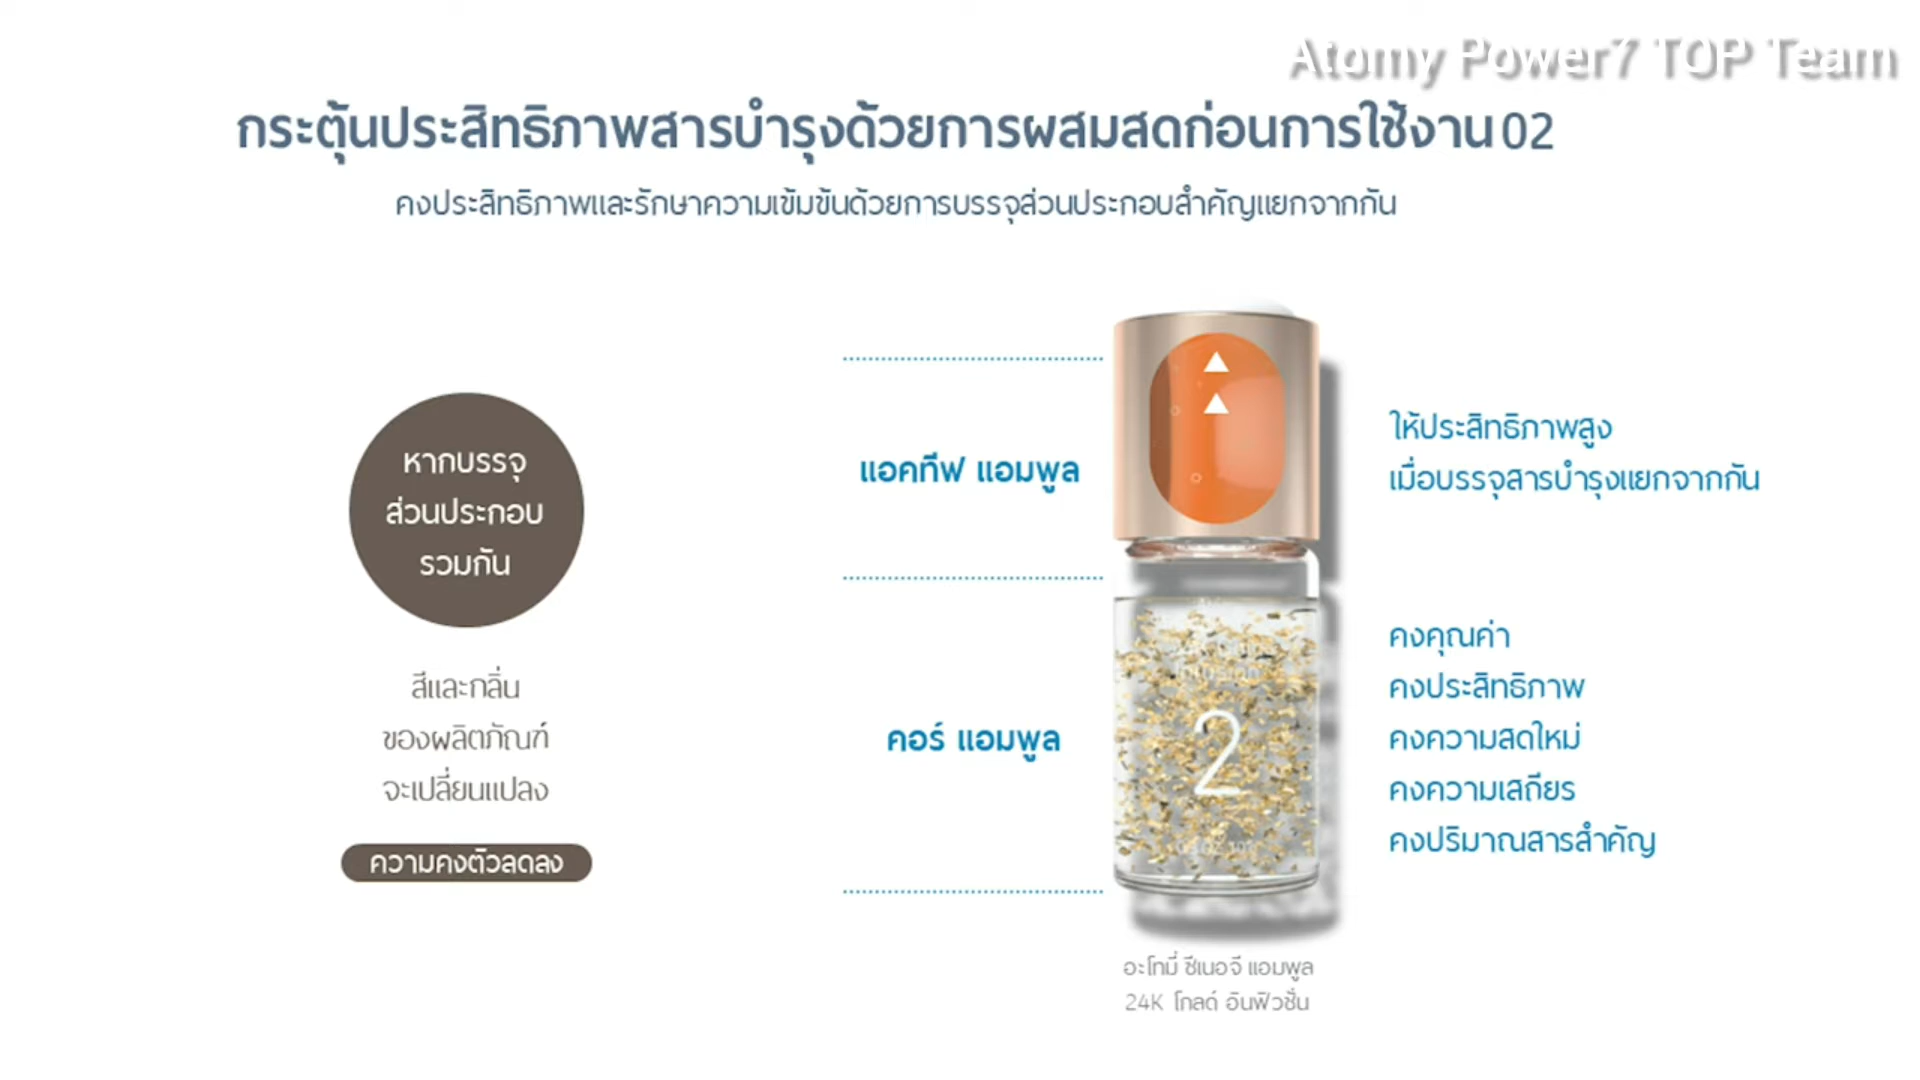 Atomy Power7 TOP Team
กระตุ้นประสิทธิภาพสารบำรุงด้วยการผสมสดก่อนการใช้งาน 02
คงประสิทธิภาพและรักษาความเข้มข้นด้วยการบรรจุส่วนประกอบสำคัญแยกจากกัน
หากบรรจุ
ส่วนประกอบ
รวมกัน
สีและกลิ่น
ของผลิตภัณฑ์
จะเปลี่ยนแปลง
ความคงตัวลดลง
แอคทีฟ แอมพูล
คอร์ แอมพูล
2
ให้ประสิทธิภาพสูง
เมื่อบรรจุสารบำรุงแยกจากกัน
คงคุณค่า
คงประสิทธิภาพ
คงความสดใหม่
คงความเสถียร
คงปริมาณสารสำคัญ
อะโทมี่ ซีเนอจี แอมพูล
24K โกลด์ อินฟิวชั่น